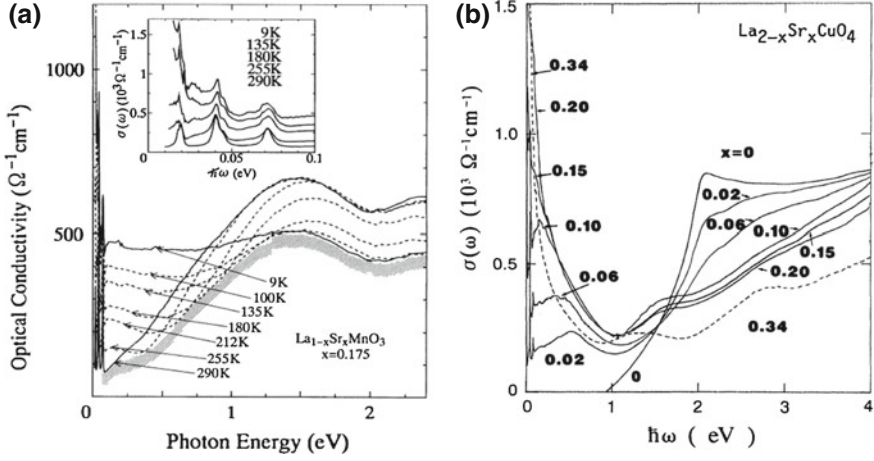 (a)
1200
1000
500
0
0
1
2
Optical Conductivity (Ω⁻¹cm⁻¹)
Photon Energy (eV)
9K
135K
180K
255K
290K
1.5
1
0.5
0
0.05
0.1
σ(ω) (10³ Ω⁻¹cm⁻¹)
ℏω (eV)
9K
100K
135K
180K
212K
255K
290K
La₁₋ₓSrₓMnO₃
x=0.175
(b)
La₂₋ₓSrₓCuO₄
1.5
1.0
0.5
0
0
1
2
3
4
σ(ω) (10³ Ω⁻¹cm⁻¹)
ℏω ( eV)
0.34
0.20
0.15
0.10
0.06
0.02
x=0
0.02
0.06
0.10
0.15
0.20
0.34
0